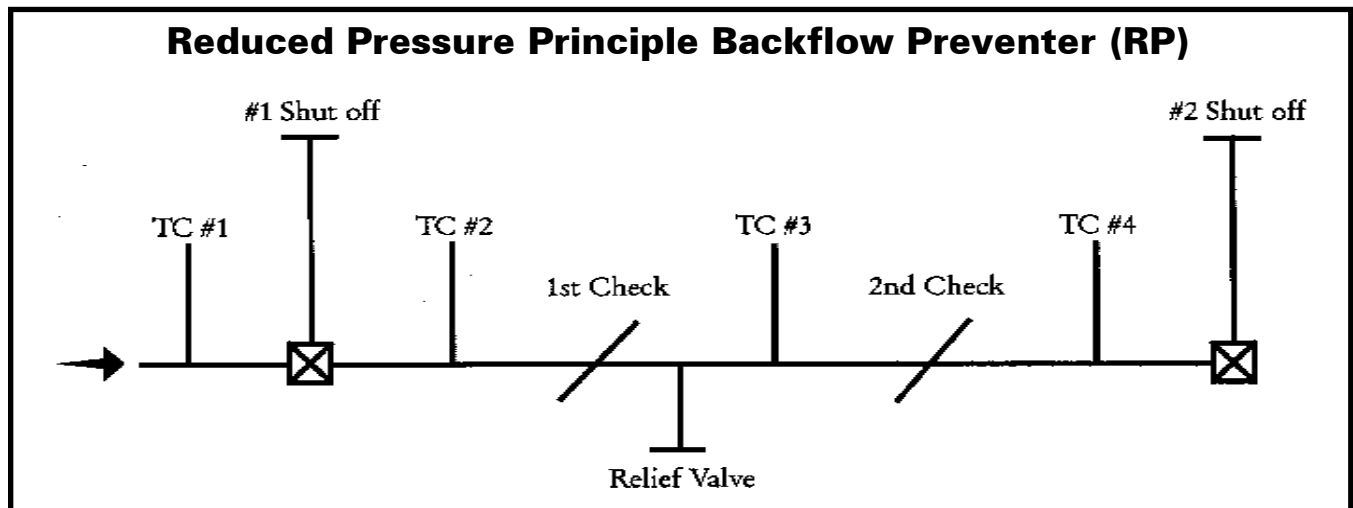 Reduced Pressure Principle Backflow Preventer (RP)
#1 Shut off
#2 Shut off
TC #1
TC #2
TC #3
TC #4
1st Check
2nd Check
Relief Valve